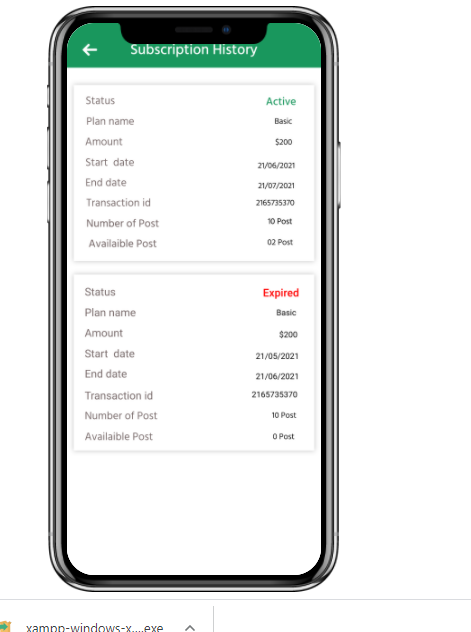 Subscription History
Status Active
Plan name Basic
Amount $200
Start date 21/06/2021
End date 21/07/2021
Transaction id 2165735370
Number of Post 10 Post
Availaible Post 02 Post
Status Expired
Plan name Basic
Amount $200
Start date 21/05/2021
End date 21/06/2021
Transaction id 2165735370
Number of Post 10 Post
Availaible Post 0 Post
xampp-windows-x....exe